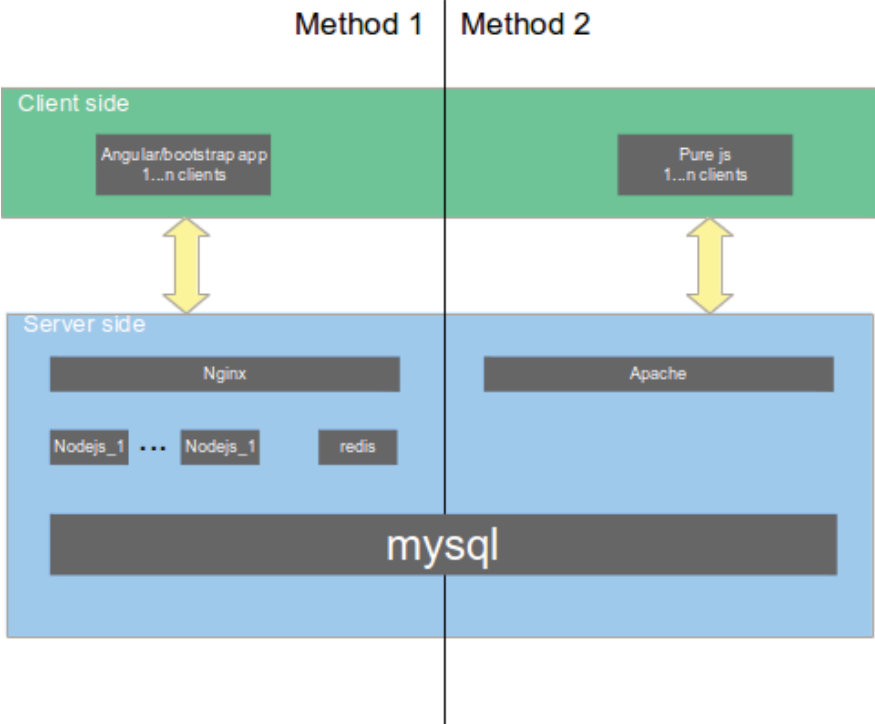 Method 1
Method 2
Client side
Angular/bootstrap app
1...n clients
Pure js
1...n clients
Server side
Nginx
Apache
Nodejs_1
...
Nodejs_1
redis
mysql